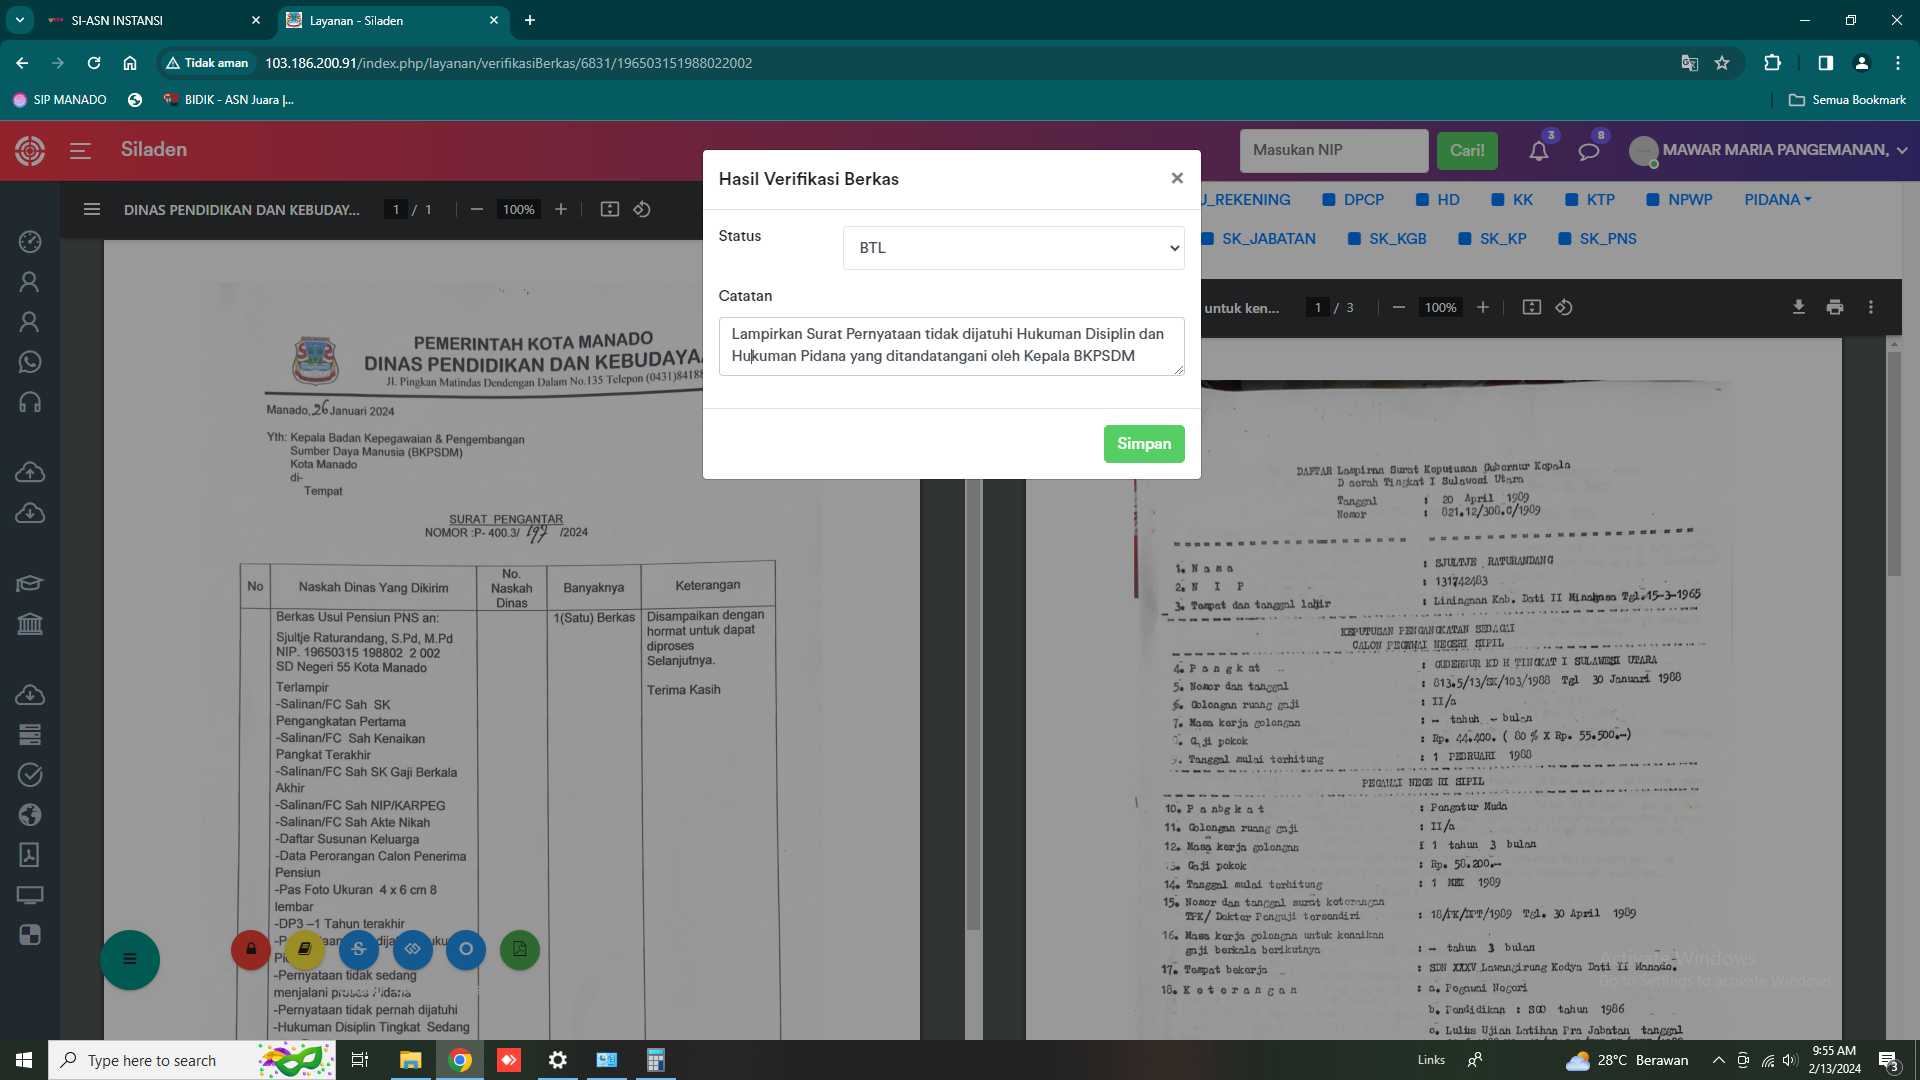 SI-ASN INSTANSI
Layanan - Siladen
Tidak aman
103.186.200.91/index.php/layanan/verifikasiBerkas/6831/196503151988022002
SIP MANADO
BIDIK - ASN Juara |...
Semua Bookmark
Siladen
Masukan NIP
Cari!
3
8
MAWAR MARIA PANGEMANAN,
DINAS PENDIDIKAN DAN KEBUDAY...
1 / 1
100%
Hasil Verifikasi Berkas
Status
BTL
Catatan
Lampirkan Surat Pernyataan tidak dijatuhi Hukuman Disiplin dan
Hukuman Pidana yang ditandatangani oleh Kepala BKPSDM
Simpan
J_REKENING
DPCP
HD
KK
KTP
NPWP
PIDANA
SK_JABATAN
SK_KGB
SK_KP
SK_PNS
untuk ken...
1 / 3
100%
PEMERINTAH KOTA MANADO
DINAS PENDIDIKAN DAN KEBUDAYA
Jl. Pingkan Matindas Dendengan Dalam No.135 Telepon (0431)84188
Manado, 26 Januari 2024
Yth: Kepala Badan Kepegawaian & Pengembangan
Sumber Daya Manusia (BKPSDM)
Kota Manado
di-
Tempat
SURAT PENGANTAR
NOMOR :P- 400.3/ 197 /2024
No
Naskah Dinas Yang Dikirim
No. Naskah Dinas
Banyaknya
Keterangan
Berkas Usul Pensiun PNS an:
Sjultje Raturandang, S.Pd, M.Pd
NIP. 19650315 198802 2 002
SD Negeri 55 Kota Manado
Terlampir
-Salinan/FC Sah SK
Pengangkatan Pertama
-Salinan/FC Sah Kenaikan
Pangkat Terakhir
-Salinan/FC Sah SK Gaji Berkala
Akhir
-Salinan/FC Sah NIP/KARPEG
-Salinan/FC Sah Akte Nikah
-Daftar Susunan Keluarga
-Data Perorangan Calon Penerima
Pensiun
-Pas Foto Ukuran 4 x 6 cm 8
lembar
-DP3 –1 Tahun terakhir
-Pernyataan tidak sedang
menjalani proses Pidana
-Pernyataan tidak pernah dijatuhi
-Hukuman Disiplin Tingkat Sedang
1(Satu) Berkas
Disampaikan dengan
hormat untuk dapat
diproses
Selanjutnya.
Terima Kasih
DAFTAR Lampiran Surat Keputusan Gubernur Kepala
Daerah Tingkat I Sulawesi Utara
Tanggal : 20 April 1989
Nomor : 821.12/300.C/1989
1. N a m a : SJULTJE RATURANDANG
2. N I P : 131742483
3. Tempat dan tanggal lahir : Liningaan Kab. Dati II Minahasa Tgl.15-3-1965
KEPUTUSAN PENGANGKATAN SEBAGAI
CALON PEGAWAI NEGERI SIPIL
4. P a n g k a t : GUBERNUR KD H TINGKAT I SULAWESI UTARA
5. Nomor dan tanggal : 813.5/13/SK/103/1988 Tgl 30 Januari 1988
6. Golongan ruang gaji : II/a
7. Masa kerja golongan : - tahun - bulan
Gaji pokok : Rp. 44.400. ( 80 % X Rp. 55.500.-)
9. Tanggal mulai terhitung : 1 PEBRUARI 1988
PEGAWAI NEGERI SIPIL
10. P a n g k a t : Pengatur Muda
11. Golongan ruang gaji : II/a
12. Masa kerja golongan : 1 tahun 3 bulan
13. Gaji pokok : Rp. 58.200.-
14. Tanggal mulai terhitung : 1 MEI 1989
15. Nomor dan tanggal surat keterangan
TPK/ Dokter Penguji tersendiri : 18/PK/DPT/1989 Tgl. 30 April 1989
16. Masa kerja golongan untuk kenaikan
gaji berkala berikutnya : - tahun 3 bulan
17. Tempat bekerja : SDN XXXV Lawangirung Kodya Dati II Manado.
18. K e t e r a n g a n : a. Pegawai Negeri
b. Pendidikan : SGO tahun 1986
c. Lulus Ujian Latihan Pra Jabatan tanggal
Activate Windows
Go to Settings to activate Windows.
Type here to search
Links
28°C Berawan
9:55 AM
2/13/2024
3